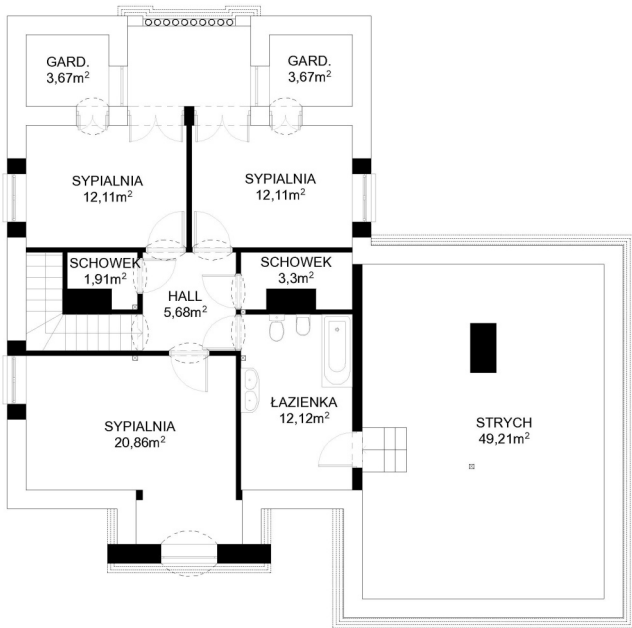 GARD.
3,67m²
GARD.
3,67m²
SYPIALNIA
12,11m²
SYPIALNIA
12,11m²
SCHOWEK
1,91m²
SCHOWEK
3,3m²
HALL
5,68m²
SYPIALNIA
20,86m²
ŁAZIENKA
12,12m²
STRYCH
49,21m²